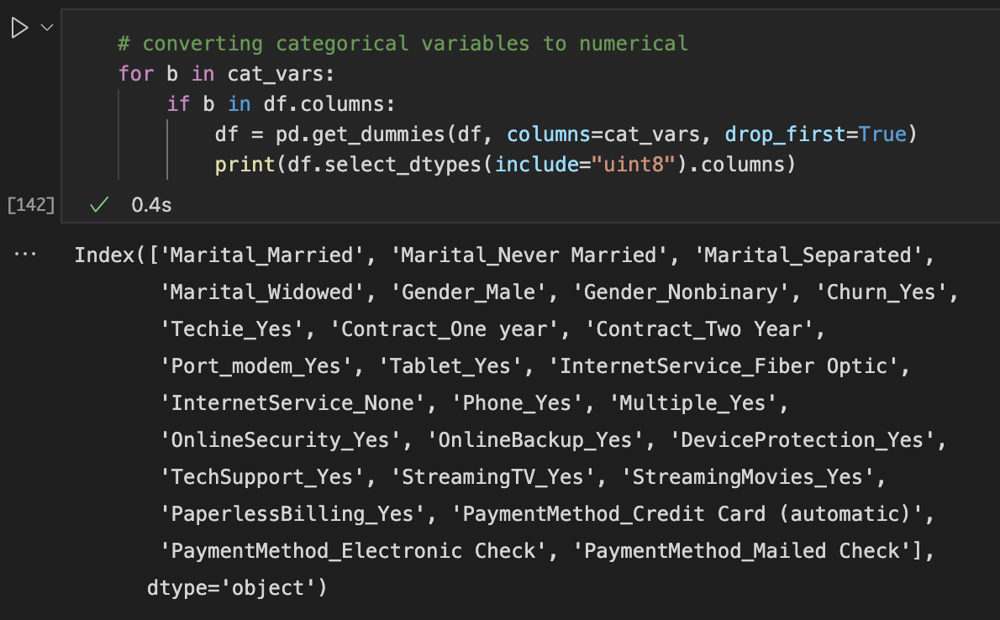 # converting categorical variables to numerical
for b in cat_vars:
    if b in df.columns:
        df = pd.get_dummies(df, columns=cat_vars, drop_first=True)
        print(df.select_dtypes(include="uint8").columns)
[142] ✓ 0.4s
... Index(['Marital_Married', 'Marital_Never Married', 'Marital_Separated',
       'Marital_Widowed', 'Gender_Male', 'Gender_Nonbinary', 'Churn_Yes',
       'Techie_Yes', 'Contract_One year', 'Contract_Two Year',
       'Port_modem_Yes', 'Tablet_Yes', 'InternetService_Fiber Optic',
       'InternetService_None', 'Phone_Yes', 'Multiple_Yes',
       'OnlineSecurity_Yes', 'OnlineBackup_Yes', 'DeviceProtection_Yes',
       'TechSupport_Yes', 'StreamingTV_Yes', 'StreamingMovies_Yes',
       'PaperlessBilling_Yes', 'PaymentMethod_Credit Card (automatic)',
       'PaymentMethod_Electronic Check', 'PaymentMethod_Mailed Check'],
      dtype='object')